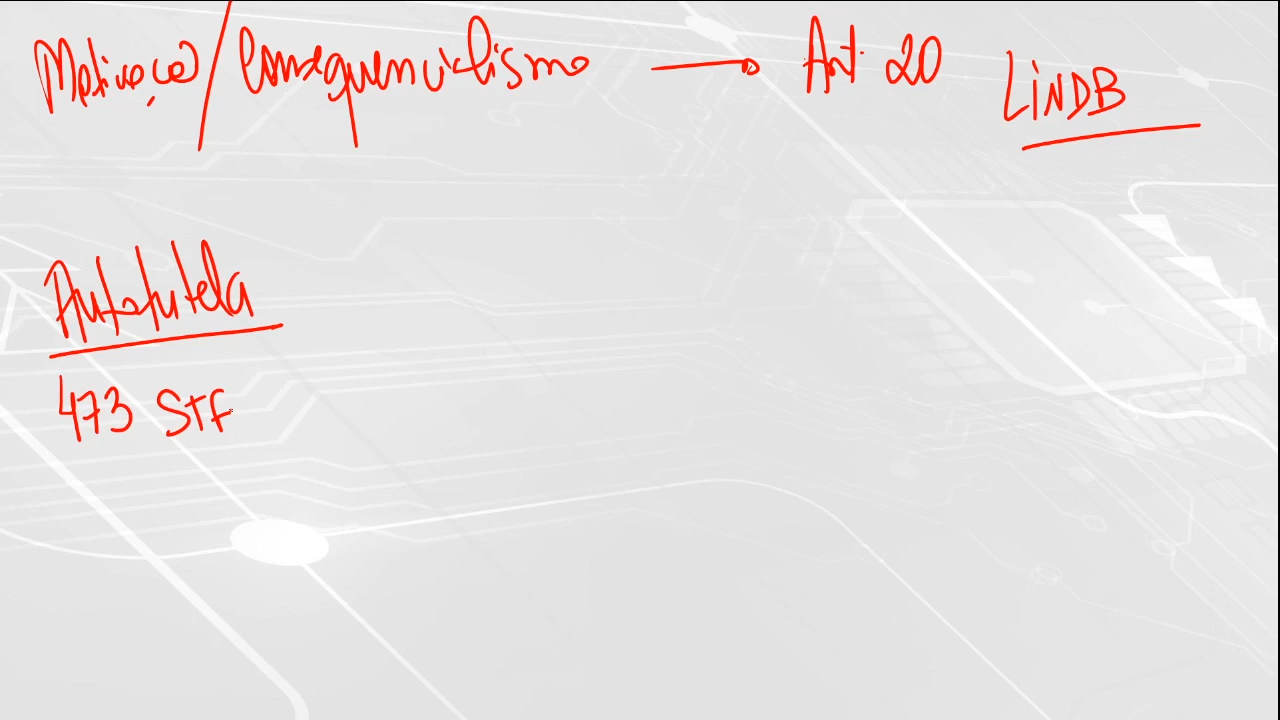 Motivação/Consequencialismo → Art. 20 LINDB
Autotutela
473 STF